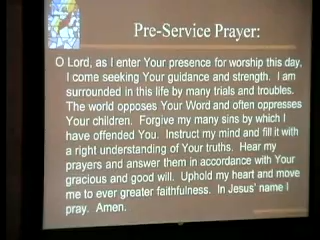 Pre-Service Prayer:
O Lord, as I enter Your presence for worship this day,
I come seeking Your guidance and strength. I am
surrounded in this life by many trials and troubles.
The world opposes Your Word and often oppresses
Your children. Forgive my many sins by which I
have offended You. Instruct my mind and fill it with
a right understanding of Your truths. Hear my
prayers and answer them in accordance with Your
gracious and good will. Uphold my heart and move
me to ever greater faithfulness. In Jesus' name I
pray. Amen.